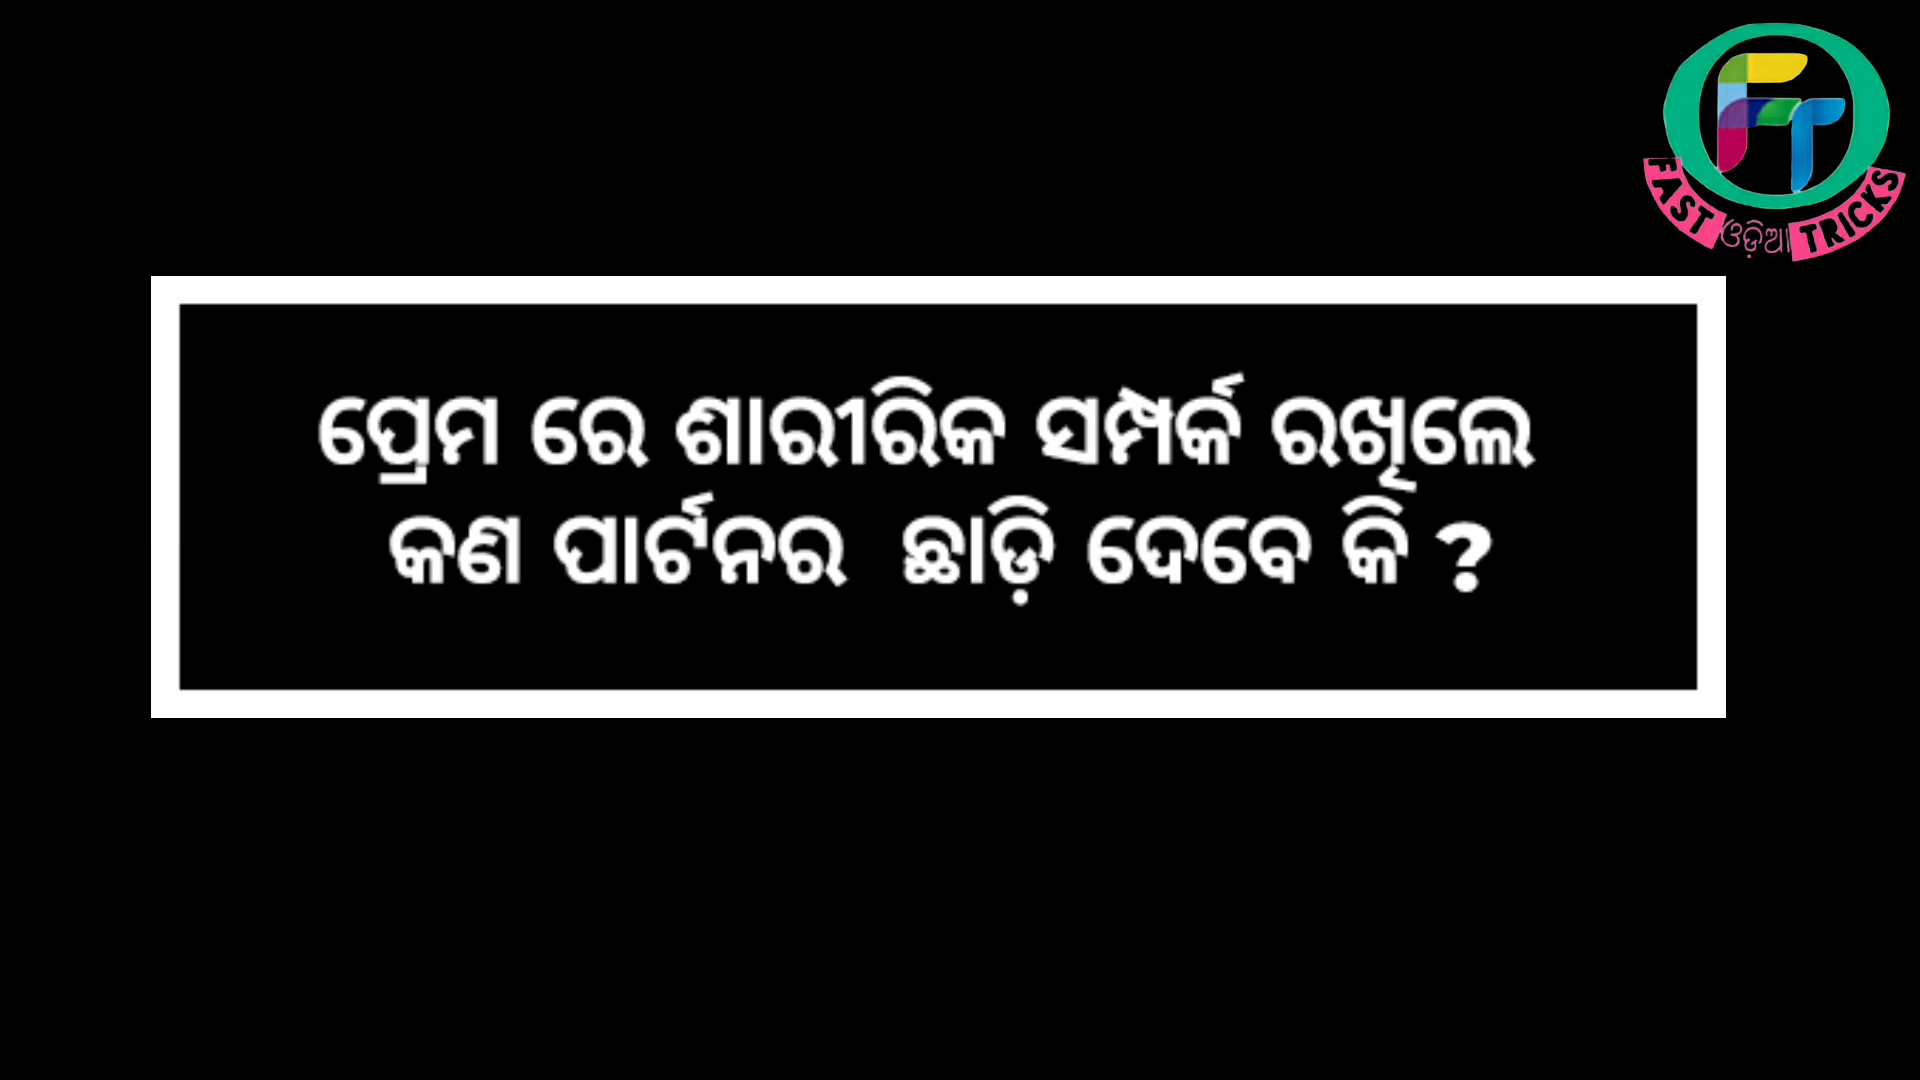 FAST ଓଡ଼ିଆ TRICKS
ପ୍ରେମ ରେ ଶାରୀରିକ ସମ୍ପର୍କ ରଖିଲେ
କଣ ପାର୍ଟନର ଛାଡ଼ି ଦେବେ କି ?